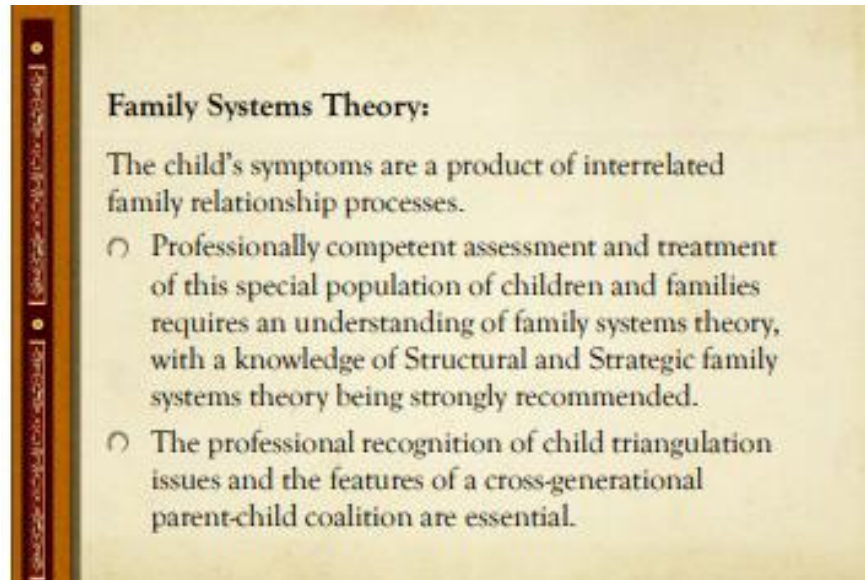 Family Systems Theory:
The child's symptoms are a product of interrelated
family relationship processes.
Professionally competent assessment and treatment
of this special population of children and families
requires an understanding of family systems theory,
with a knowledge of Structural and Strategic family
systems theory being strongly recommended.
The professional recognition of child triangulation
issues and the features of a cross-generational
parent-child coalition are essential.